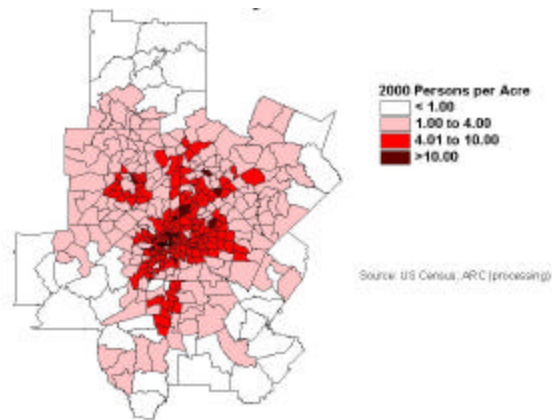 2000 Persons per Acre
< 1.00
1.00 to 4.00
4.01 to 10.00
>10.00
Source: US Census, ARC (processing)